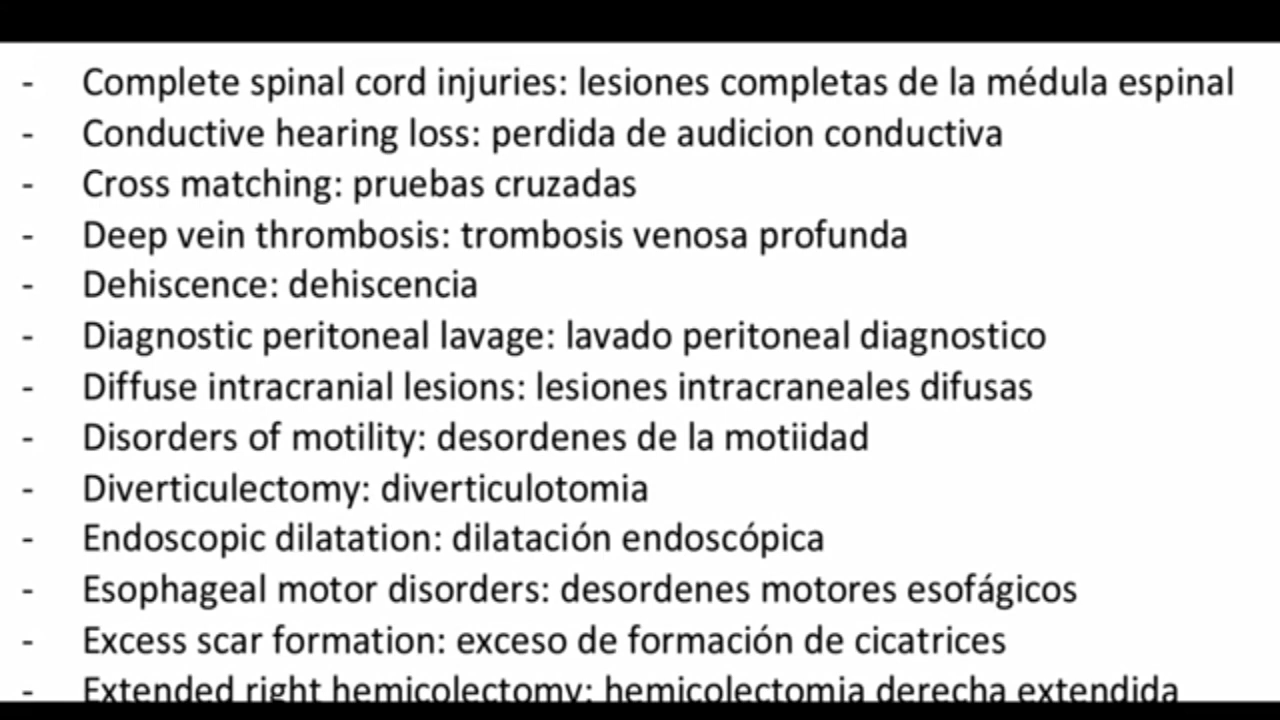 - Complete spinal cord injuries: lesiones completas de la médula espinal
- Conductive hearing loss: perdida de audicion conductiva
- Cross matching: pruebas cruzadas
- Deep vein thrombosis: trombosis venosa profunda
- Dehiscence: dehiscencia
- Diagnostic peritoneal lavage: lavado peritoneal diagnostico
- Diffuse intracranial lesions: lesiones intracraneales difusas
- Disorders of motility: desordenes de la motiidad
- Diverticulectomy: diverticulotomia
- Endoscopic dilatation: dilatación endoscópica
- Esophageal motor disorders: desordenes motores esofágicos
- Excess scar formation: exceso de formación de cicatrices
- Extended right hemicolectomy: hemicolectomia derecha extendida